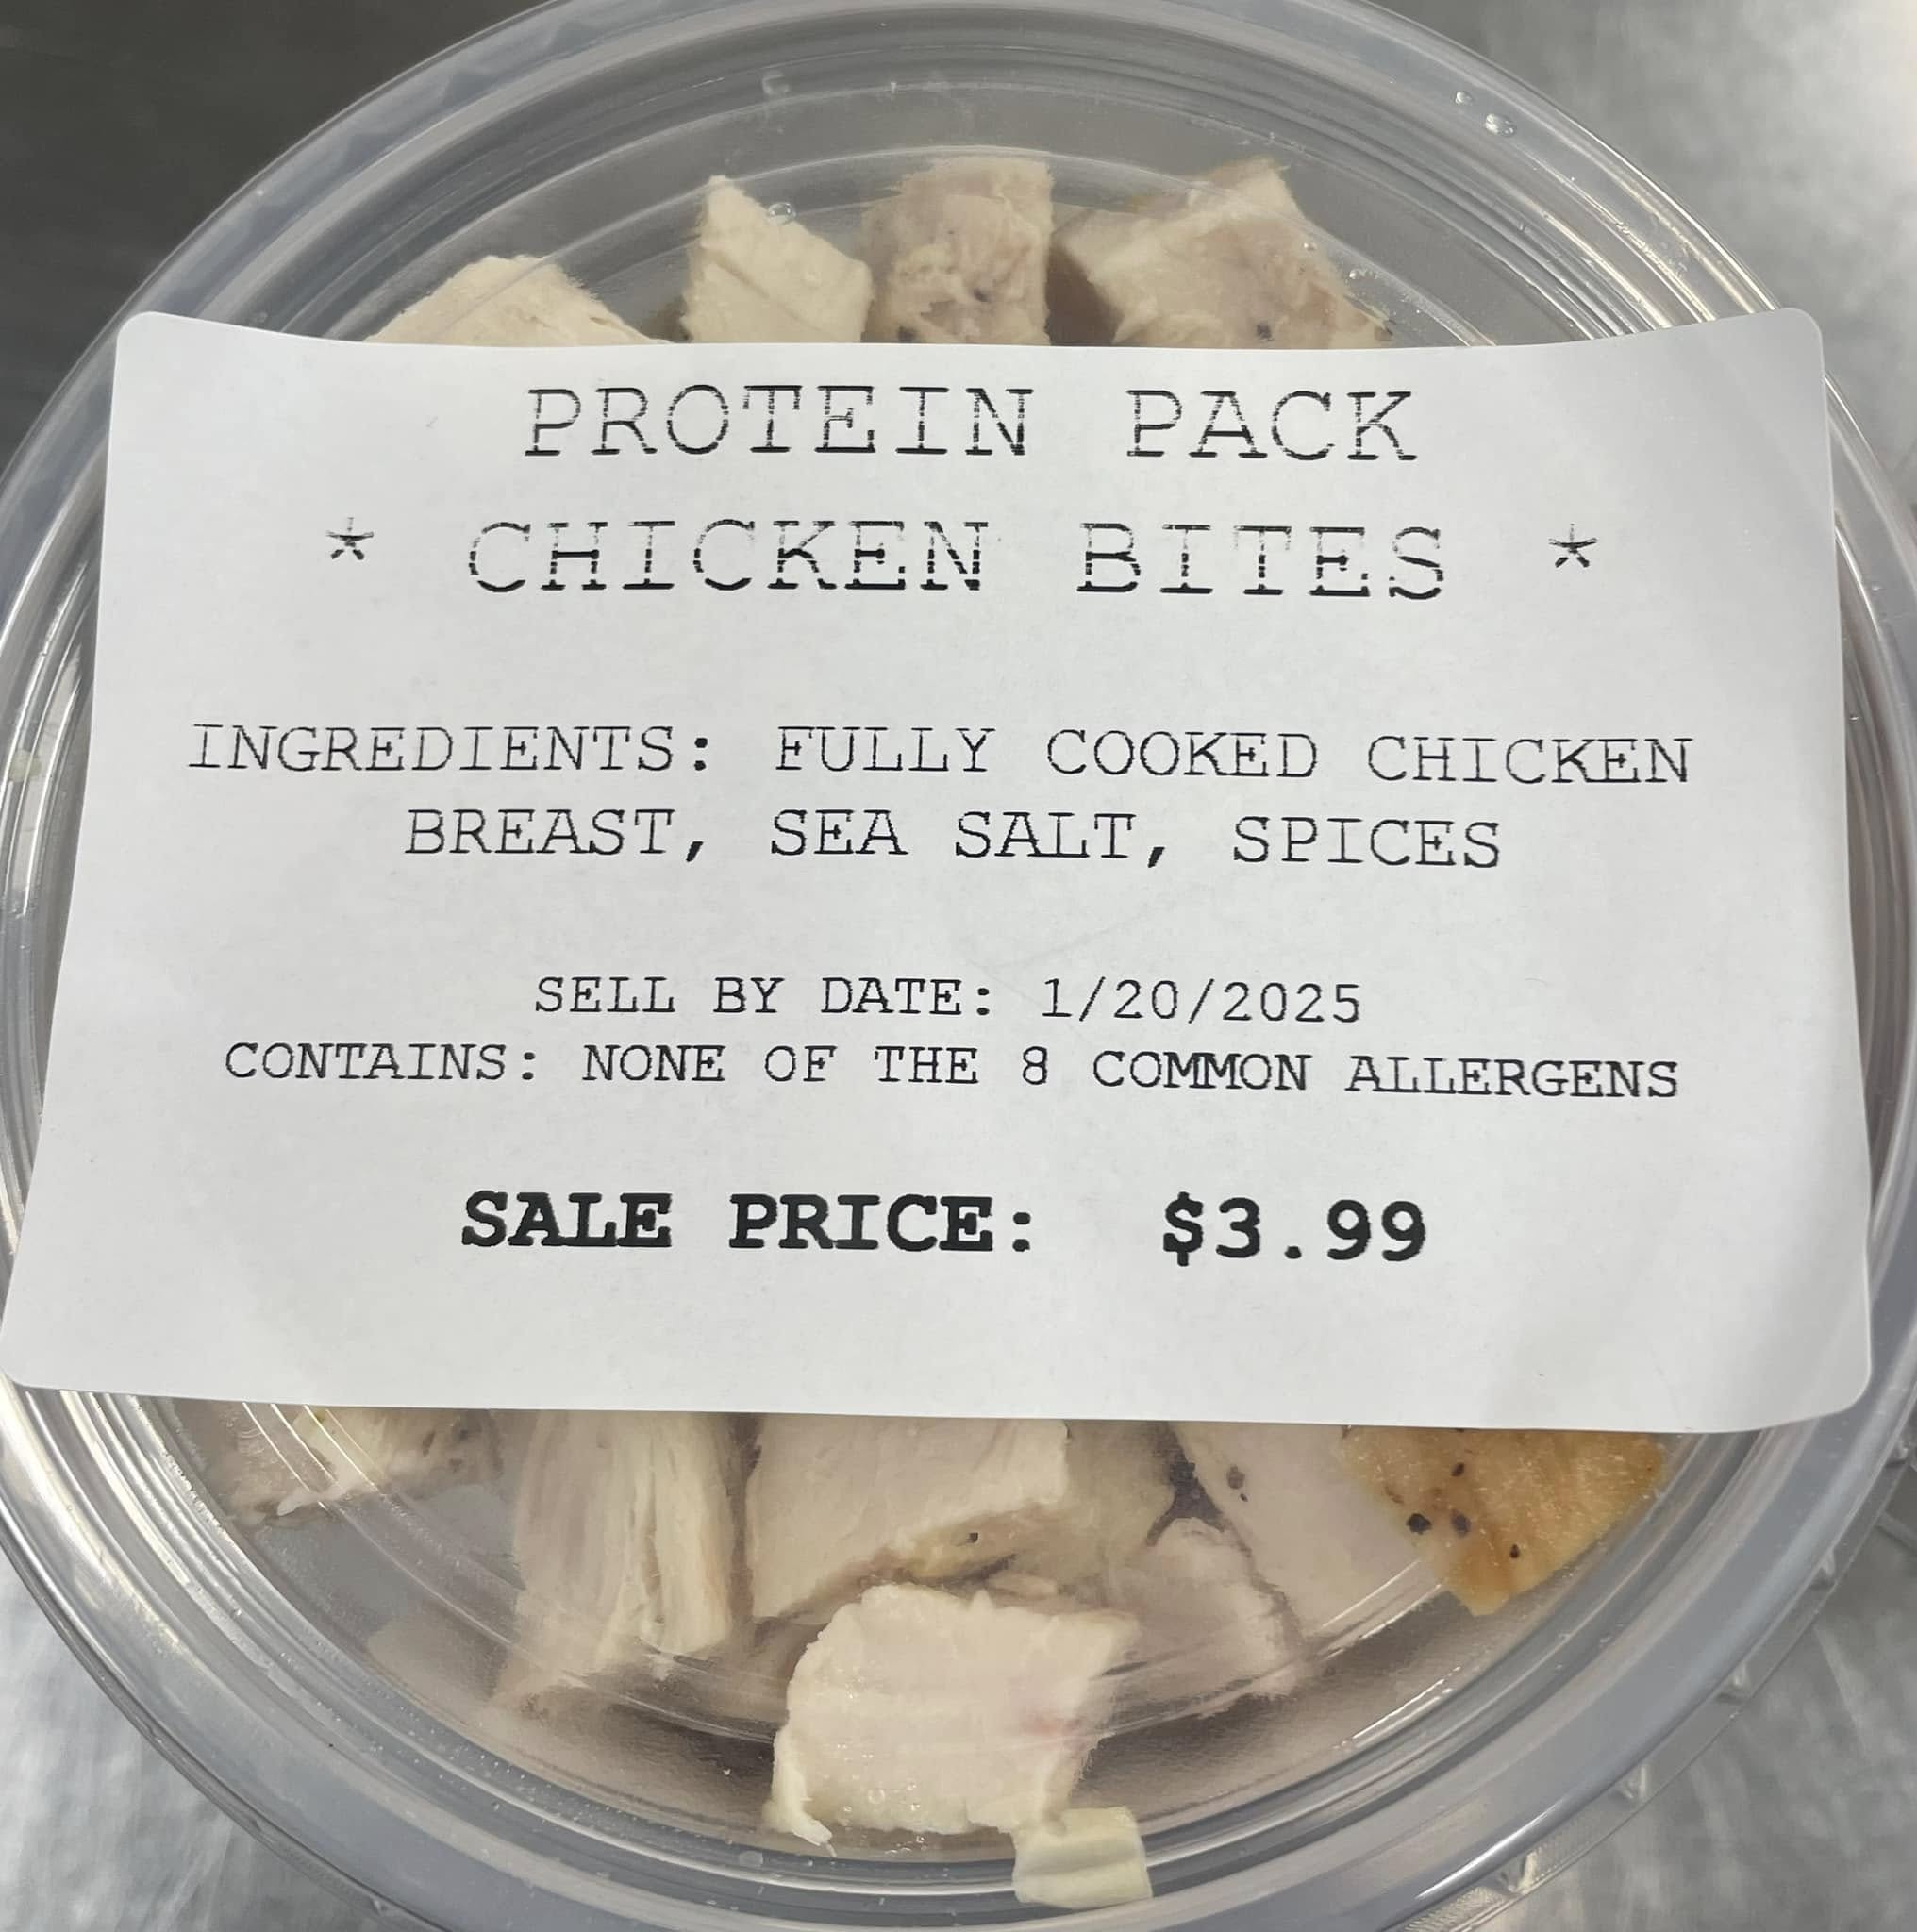 PROTEIN PACK
* CHICKEN BITES *
INGREDIENTS: FULLY COOKED CHICKEN
BREAST, SEA SALT, SPICES
SELL BY DATE: 1/20/2025
CONTAINS: NONE OF THE 8 COMMON ALLERGENS
SALE PRICE: $3.99